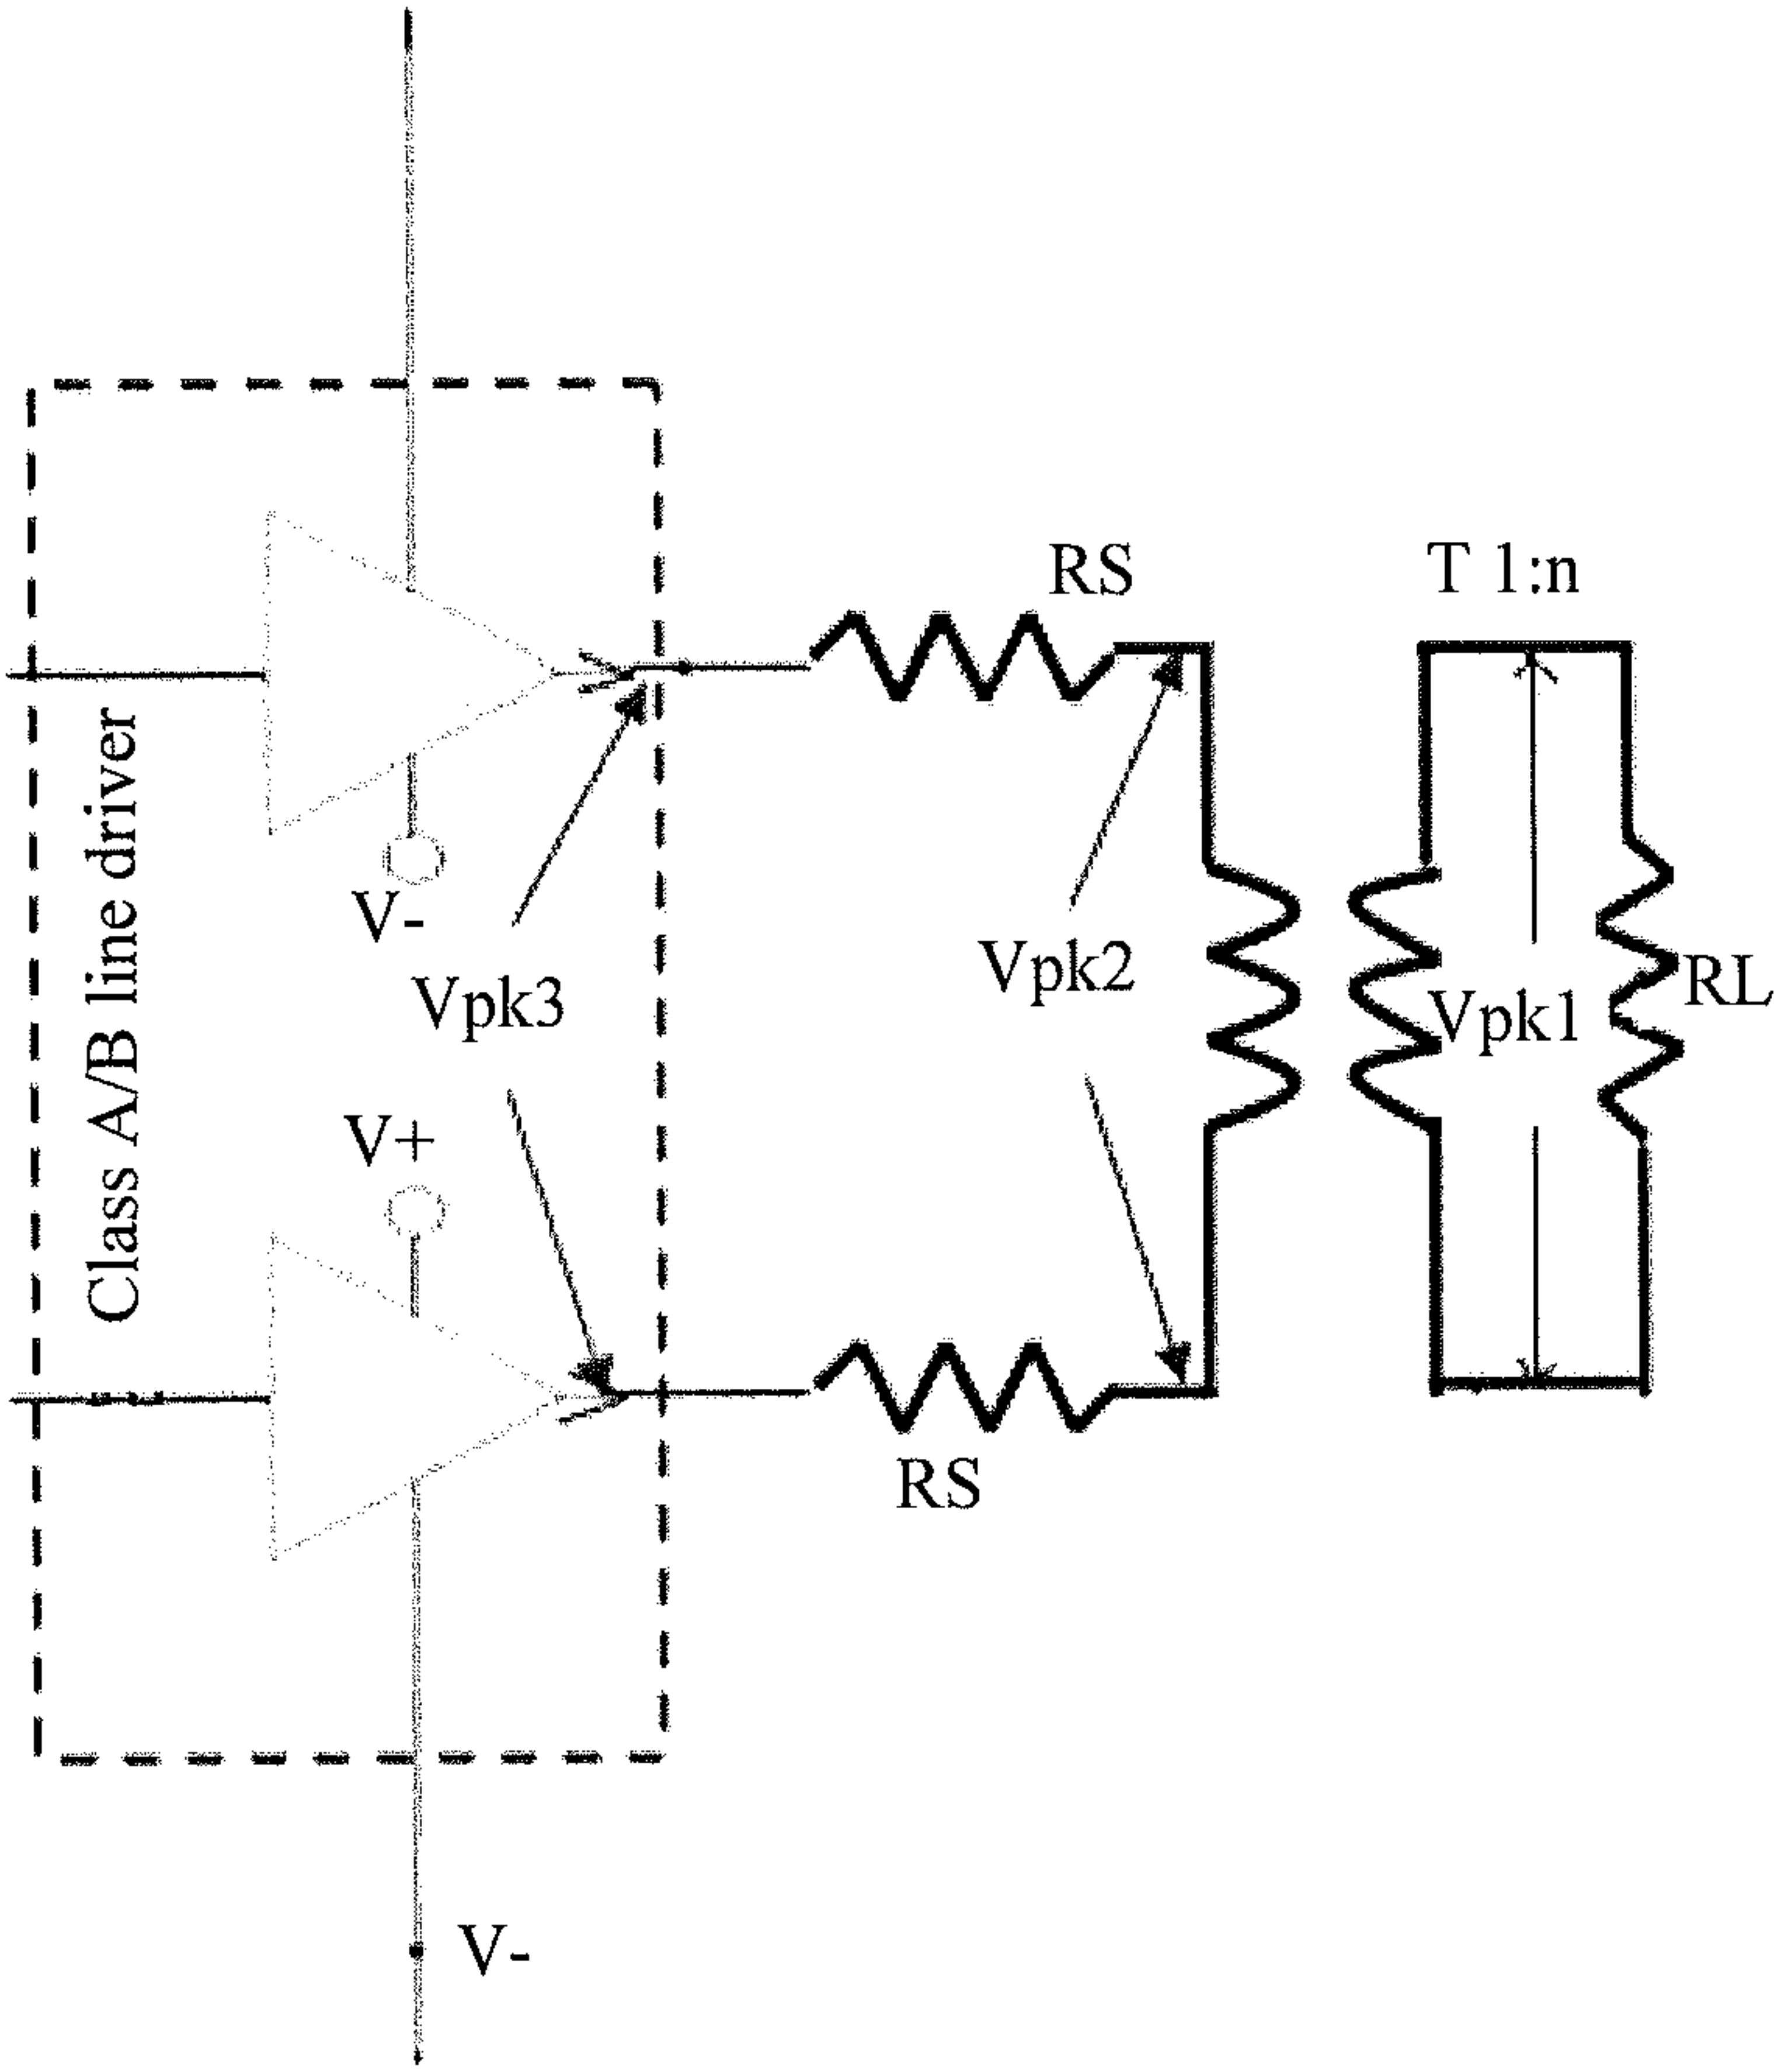 RS
T 1:n
V-
Vpk3
Vpk2
Vpk1
RL
Class A/B line driver
V+
RS
V-